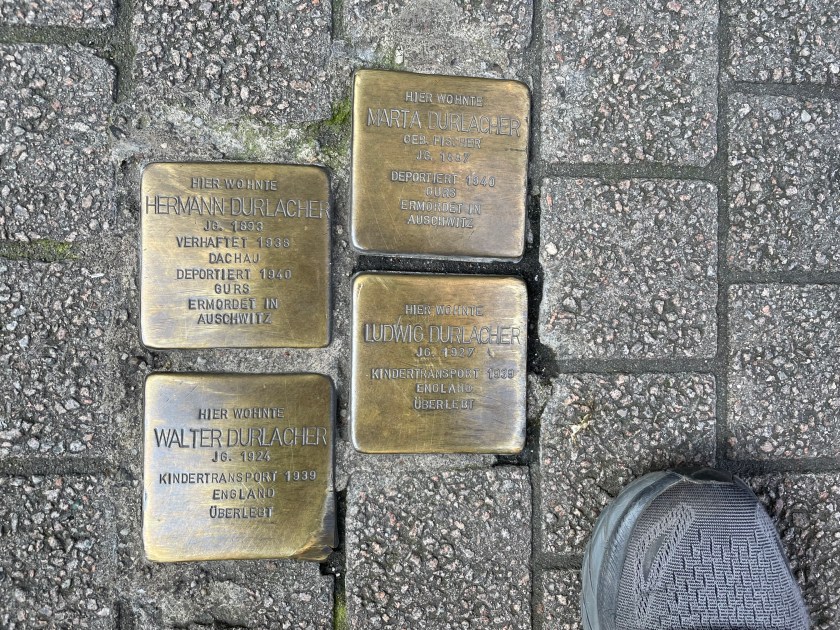 HIER WOHNTE
HERMANN DURLACHER
JG. 1893
VERHAFTET 1938
DACHAU
DEPORTIERT 1940
GURS
ERMORDET IN
AUSCHWITZ
HIER WOHNTE
MARTA DURLACHER
GEB. FISCHER
JG. 1897
DEPORTIERT 1940
GURS
ERMORDET IN
AUSCHWITZ
HIER WOHNTE
WALTER DURLACHER
JG. 1924
KINDERTRANSPORT 1939
ENGLAND
ÜBERLEBT
HIER WOHNTE
LUDWIG DURLACHER
JG. 1927
KINDERTRANSPORT 1939
ENGLAND
ÜBERLEBT